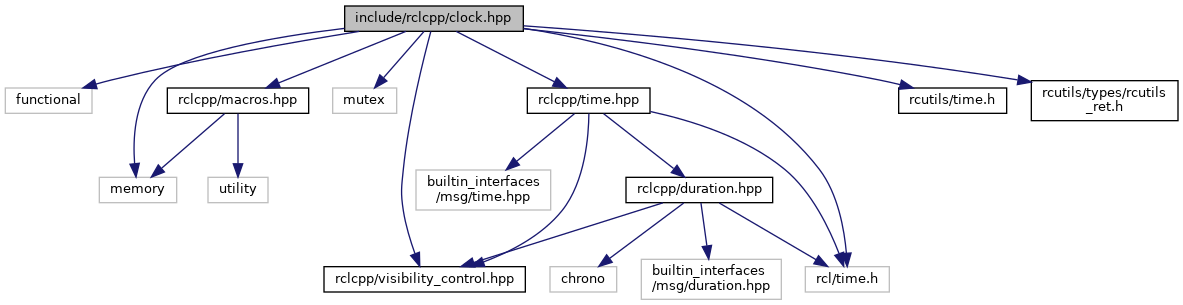 include/rclcpp/clock.hpp
functional
rclcpp/macros.hpp
mutex
rclcpp/time.hpp
rcutils/time.h
rcutils/types/rcutils
_ret.h
memory
utility
builtin_interfaces
/msg/time.hpp
rclcpp/duration.hpp
rclcpp/visibility_control.hpp
chrono
builtin_interfaces
/msg/duration.hpp
rcl/time.h